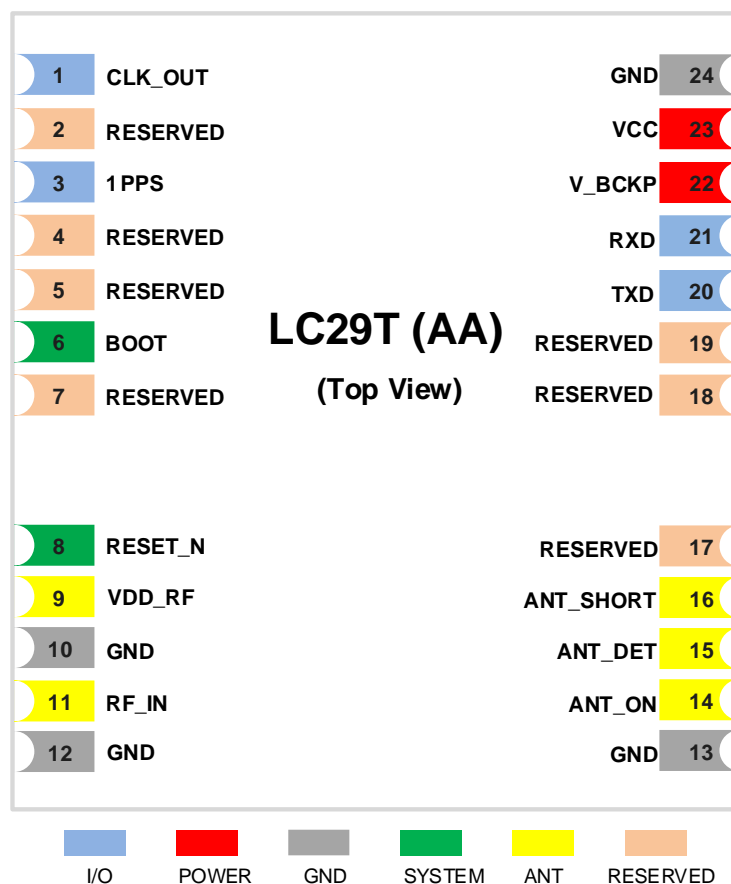 1 CLK_OUT GND 24
2 RESERVED VCC 23
3 1PPS V_BCKP 22
4 RESERVED RXD 21
5 RESERVED TXD 20
6 BOOT LC29T (AA) RESERVED 19
7 RESERVED (Top View) RESERVED 18
8 RESET_N RESERVED 17
9 VDD_RF ANT_SHORT 16
10 GND ANT_DET 15
11 RF_IN ANT_ON 14
12 GND GND 13
I/O POWER GND SYSTEM ANT RESERVED